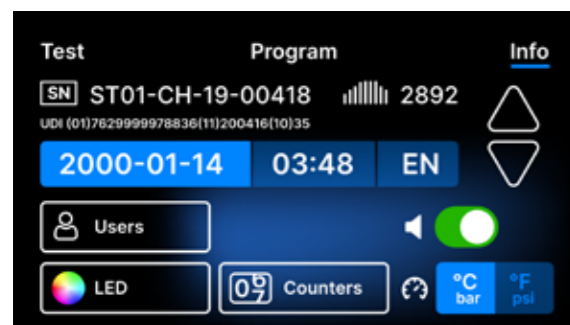 Test Program Info
SN ST01-CH-19-00418 2892
UDI (01)7629999978836(11)200416(10)35
2000-01-14 03:48 EN
Users
LED Counters °C bar °F psi